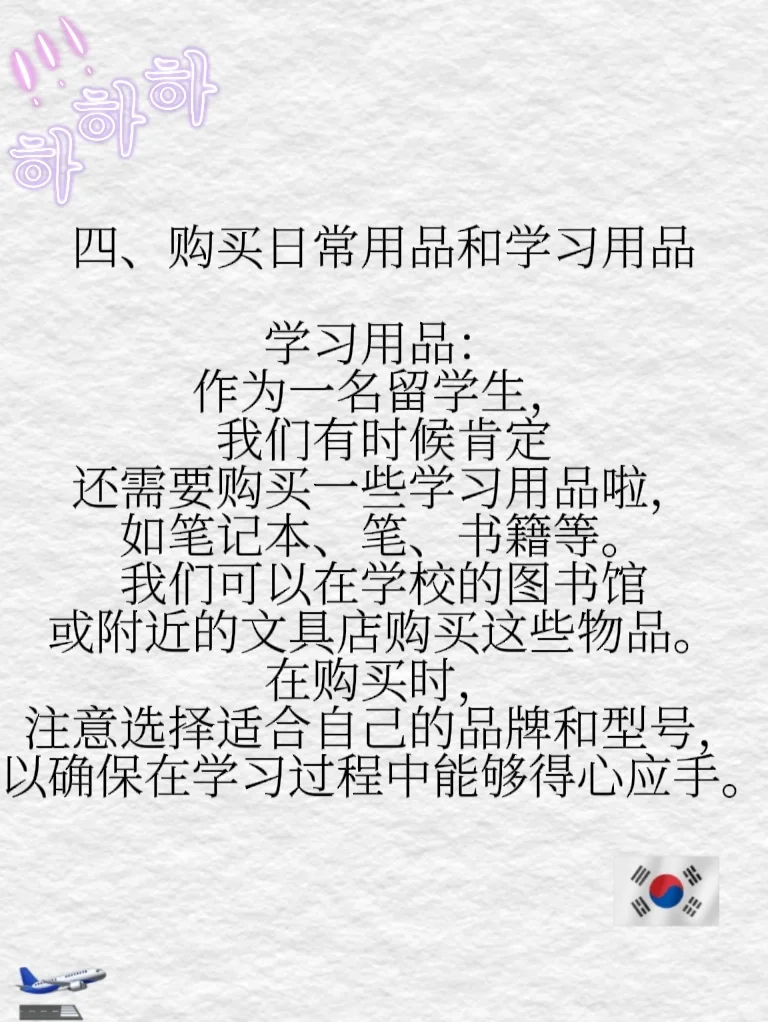 !!!
하하하
四、购买日常用品和学习用品
学习用品：
作为一名留学生，
我们有时候肯定
还需要购买一些学习用品啦，
如笔记本、笔、书籍等。
我们可以在学校的图书馆
或附近的文具店购买这些物品。
在购买时，
注意选择适合自己的品牌和型号，
以确保在学习过程中能够得心应手。